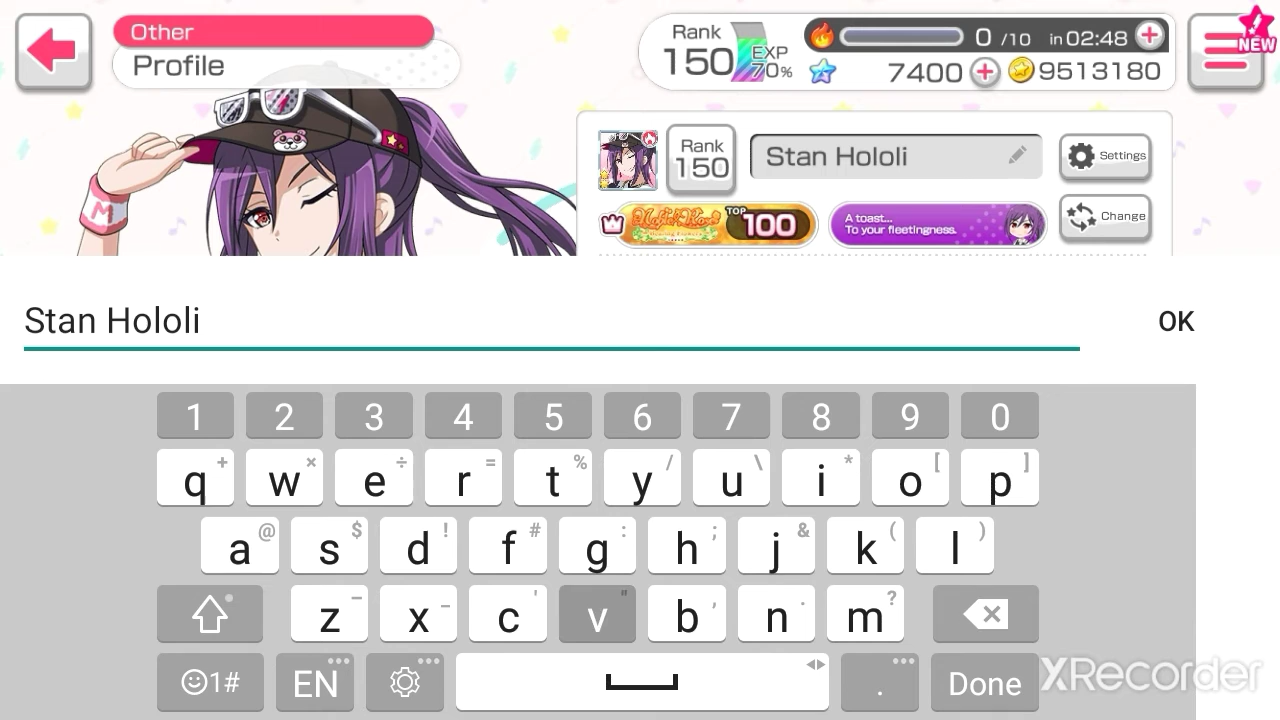 Other
Profile
Rank
150
EXP
70%
0 /10 in 02:48
7400
9513180
NEW
M
Rank
150
Stan Hololi
Settings
TOP
100
A toast...
To your fleetingness.
Change
Stan Hololi
OK
1 2 3 4 5 6 7 8 9 0
q + w × e ÷ r = t % y / u \ i * o [ p ]
a @ s $ d ! f # g : h ; j & k ( l )
z – x - c ' v " b , n . m ?
1# EN . Done
XRecorder